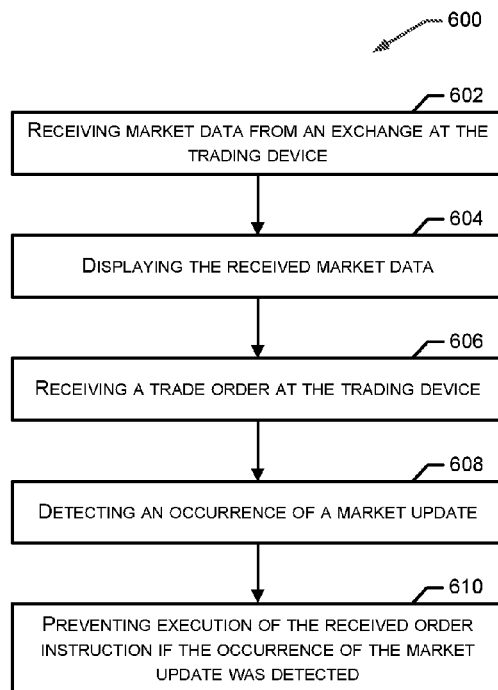 600
602
RECEIVING MARKET DATA FROM AN EXCHANGE AT THE
TRADING DEVICE
604
DISPLAYING THE RECEIVED MARKET DATA
606
RECEIVING A TRADE ORDER AT THE TRADING DEVICE
608
DETECTING AN OCCURRENCE OF A MARKET UPDATE
610
PREVENTING EXECUTION OF THE RECEIVED ORDER
INSTRUCTION IF THE OCCURRENCE OF THE MARKET
UPDATE WAS DETECTED